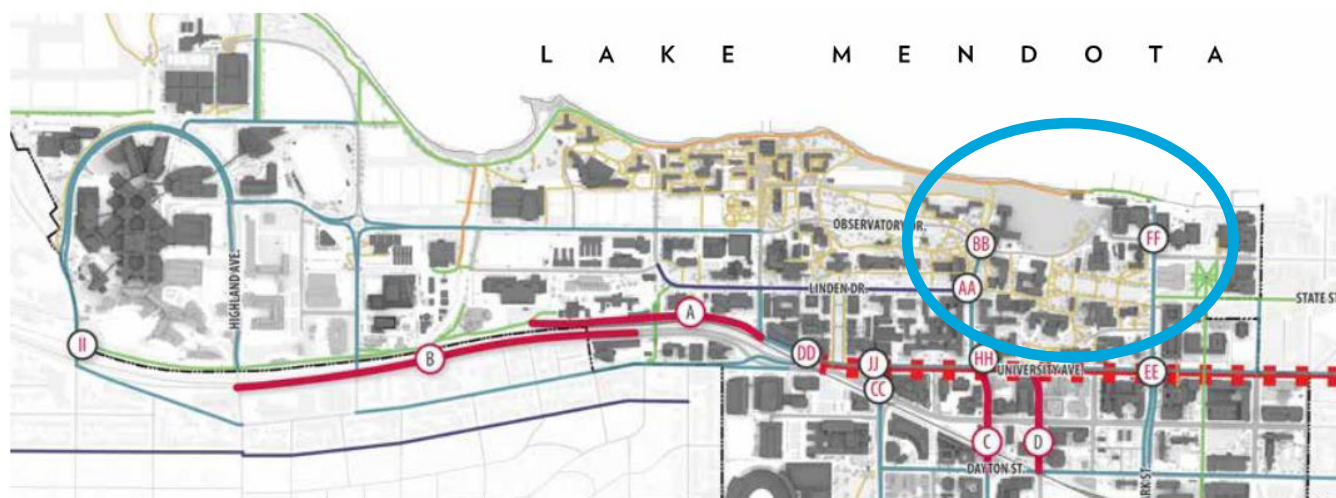 LAKE MENDOTA
OBSERVATORY DR.
BB
FF
HIGHLAND AVE.
AA
LINDEN DR.
STATE ST
A
II
B
DD
JJ
HH
UNIVERSITY AVE.
EE
CC
C
D
DAYTON ST.
ARK ST